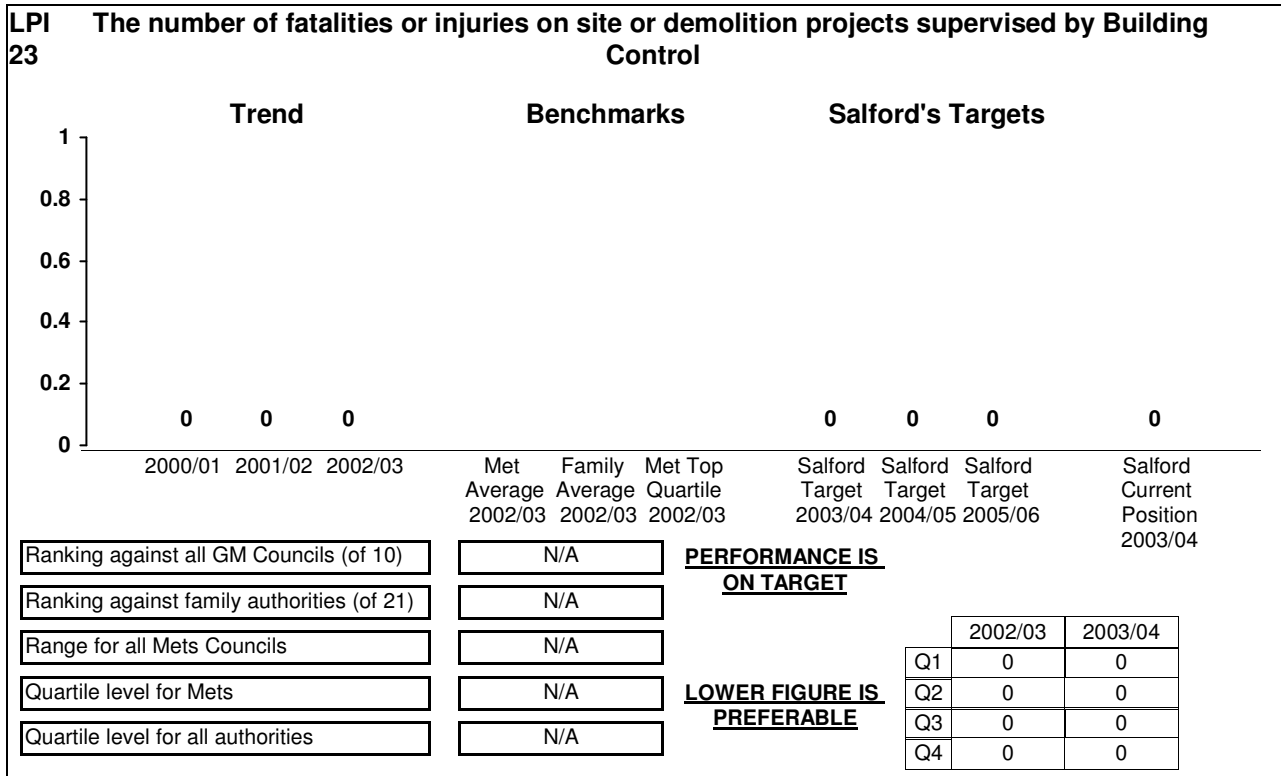 LPI 23 The number of fatalities or injuries on site or demolition projects supervised by Building
Control
Trend Benchmarks Salford's Targets
1
0.8
0.6
0.4
0.2
0
0 0 0 0 0 0 0
2000/01 2001/02 2002/03
Met Average 2002/03
Family Average 2002/03
Met Top Quartile 2002/03
Salford Target 2003/04
Salford Target 2004/05
Salford Target 2005/06
Salford Current Position 2003/04
Ranking against all GM Councils (of 10) N/A
Ranking against family authorities (of 21) N/A
Range for all Mets Councils N/A
Quartile level for Mets N/A
Quartile level for all authorities N/A
PERFORMANCE IS
ON TARGET
LOWER FIGURE IS
PREFERABLE
2002/03 2003/04
Q1 0 0
Q2 0 0
Q3 0 0
Q4 0 0